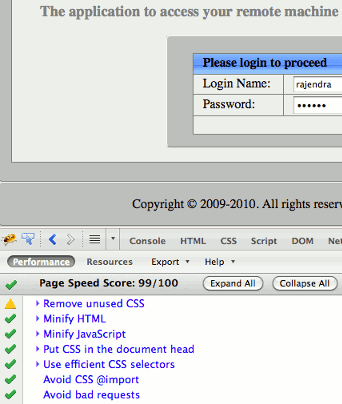 The application to access your remote machine
Please login to proceed
Login Name: rajendra
Password: ••••••
Copyright © 2009-2010. All rights reser
Console HTML CSS Script DOM Net
Performance Resources Export Help
Page Speed Score: 99/100 Expand All Collapse All
Remove unused CSS
Minify HTML
Minify JavaScript
Put CSS in the document head
Use efficient CSS selectors
Avoid CSS @import
Avoid bad requests